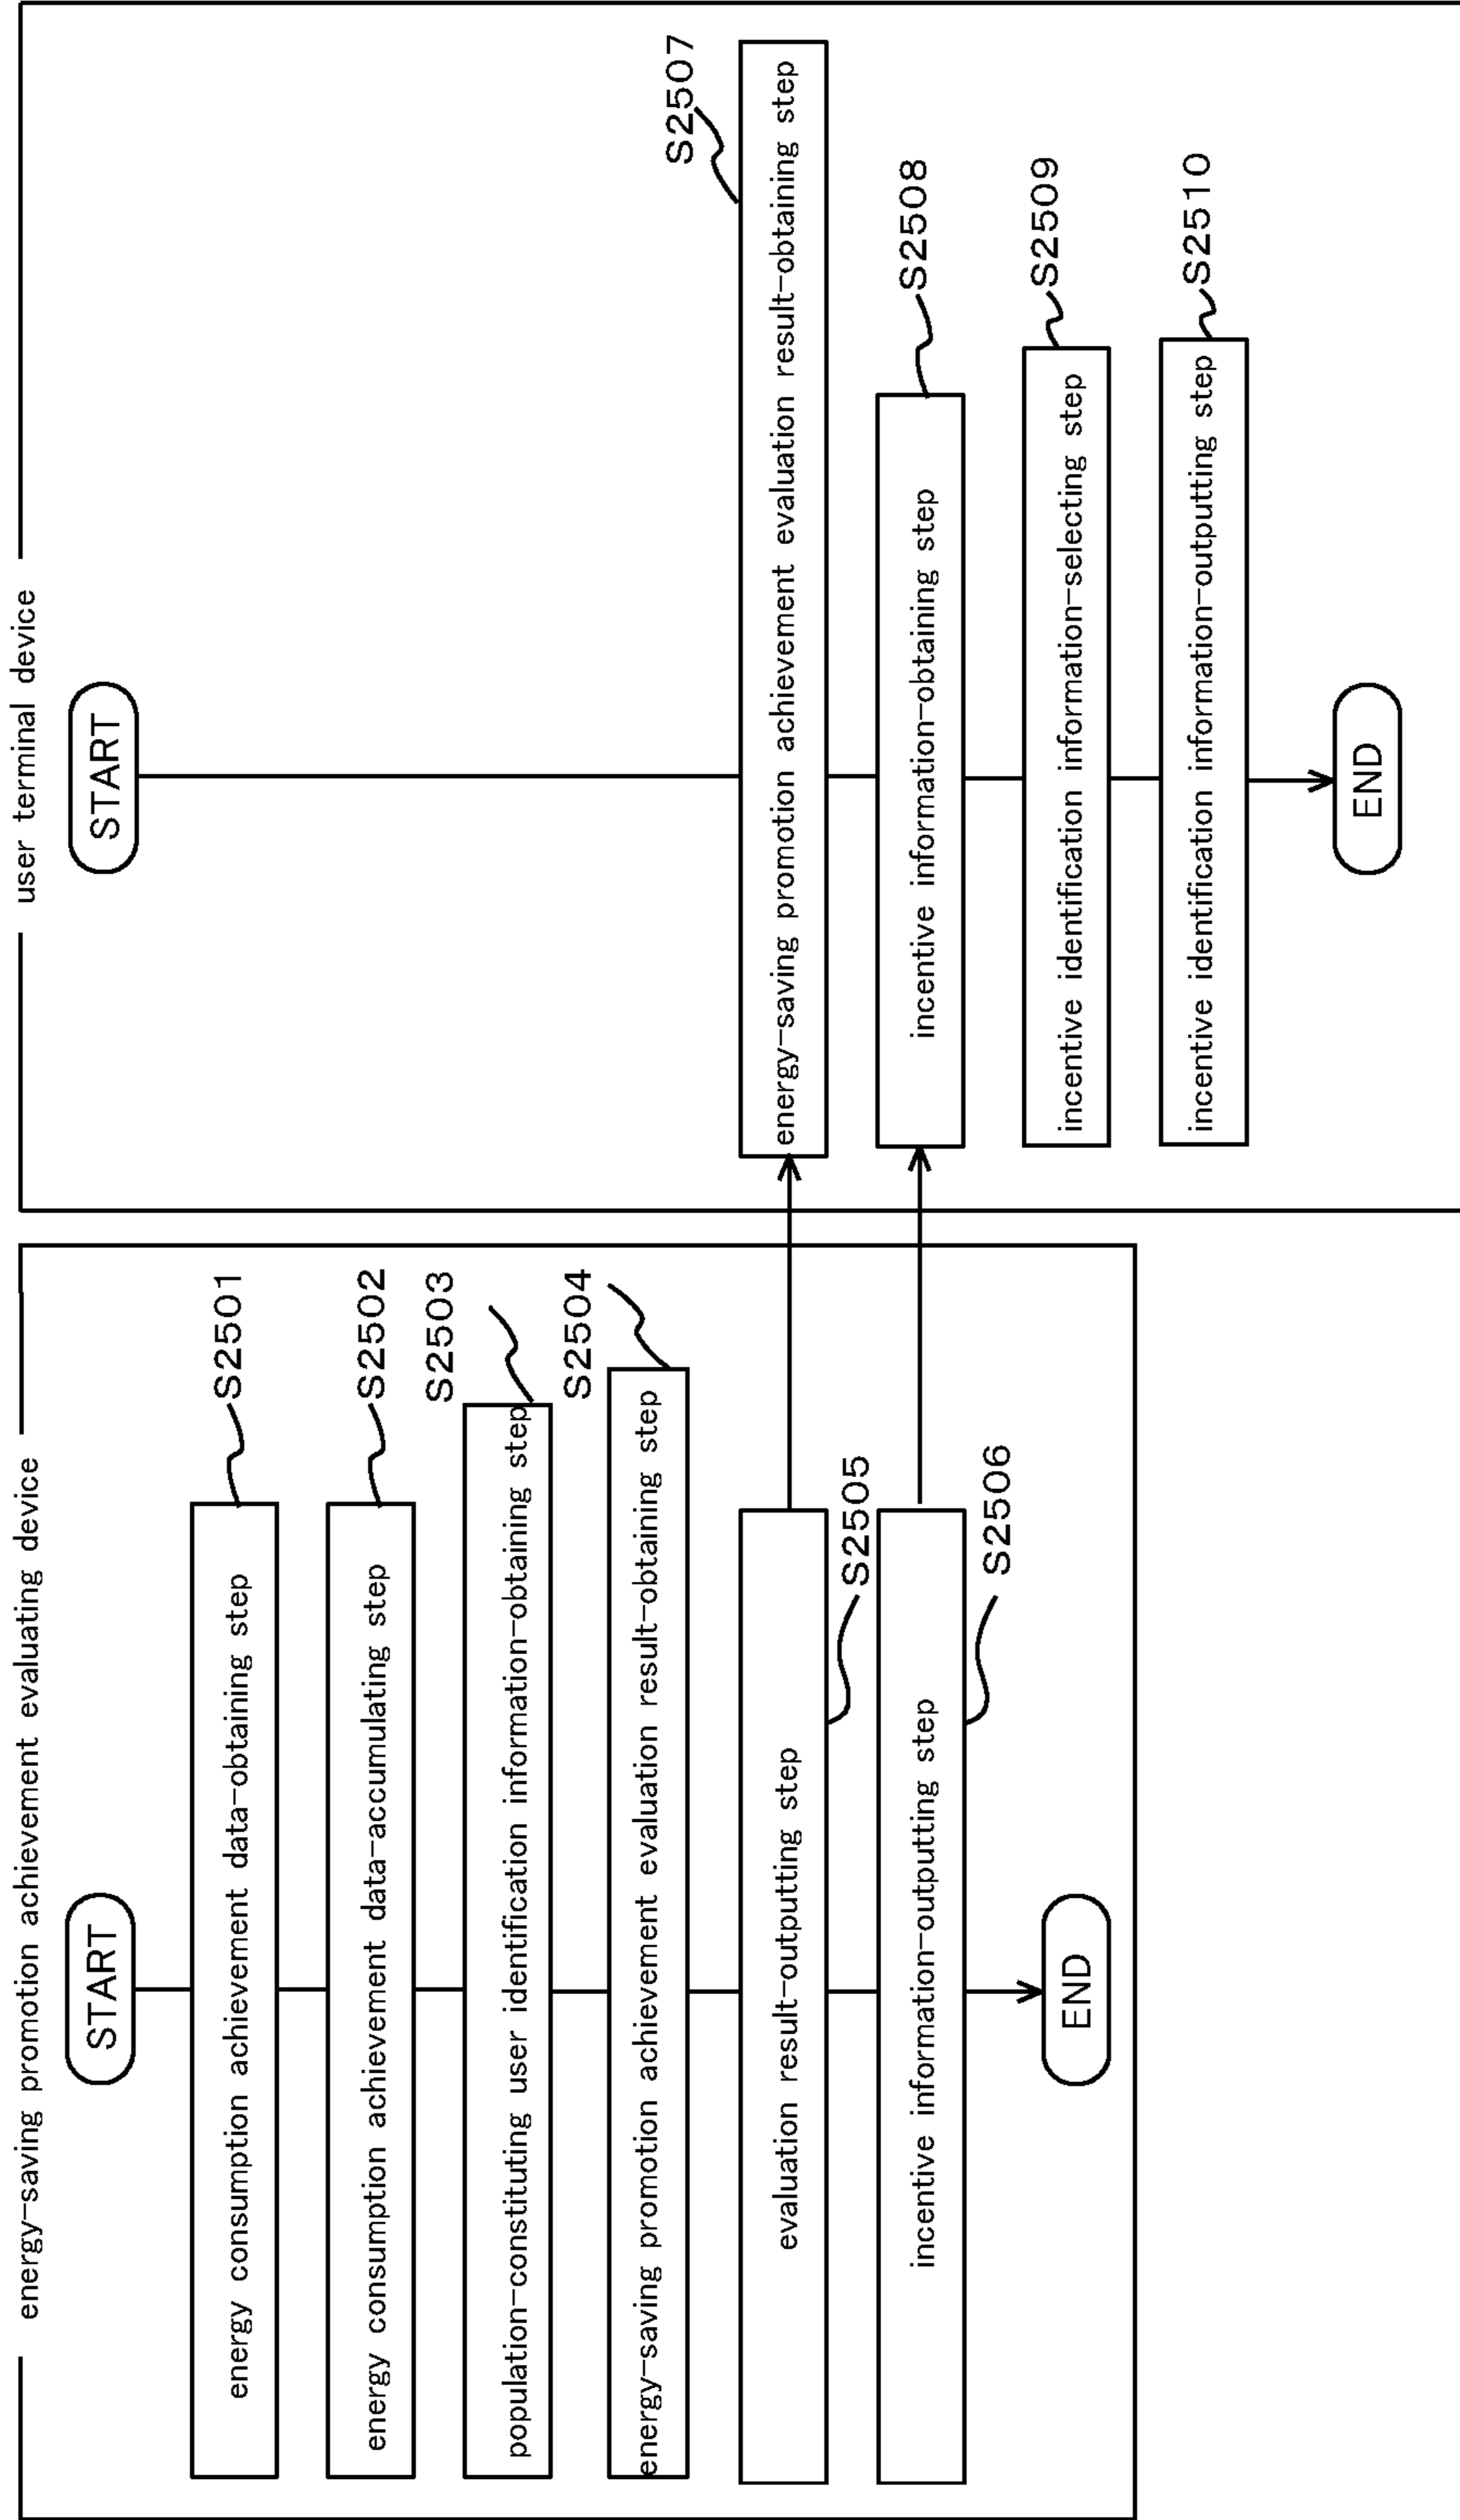 energy-saving promotion achievement evaluating device
START
energy consumption achievement data-obtaining step
S2501
energy consumption achievement data-accumulating step
S2502
population-constituting user identification information-obtaining step
S2503
energy-saving promotion achievement evaluation result-obtaining step
S2504
evaluation result-outputting step
S2505
incentive information-outputting step
S2506
END
user terminal device
START
energy-saving promotion achievement evaluation result-obtaining step
S2507
incentive information-obtaining step
S2508
incentive identification information-selecting step
S2509
incentive identification information-outputting step
S2510
END